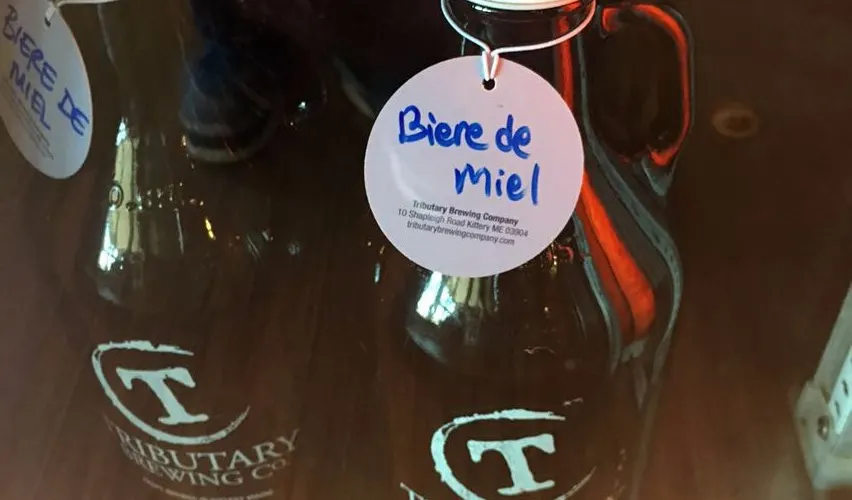 BIERE DE
MIEL
Biere de
Miel
Tributary Brewing Company
10 Shapleigh Road Kittery ME 03904
tributarybrewingcompany.com
T
TRIBUTARY
BREWING CO.
T